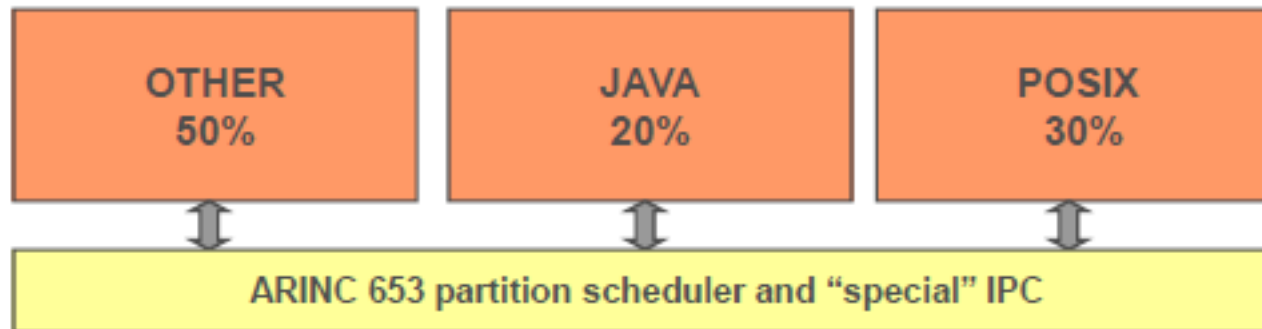 OTHER
50%
JAVA
20%
POSIX
30%
ARINC 653 partition scheduler and “special” IPC